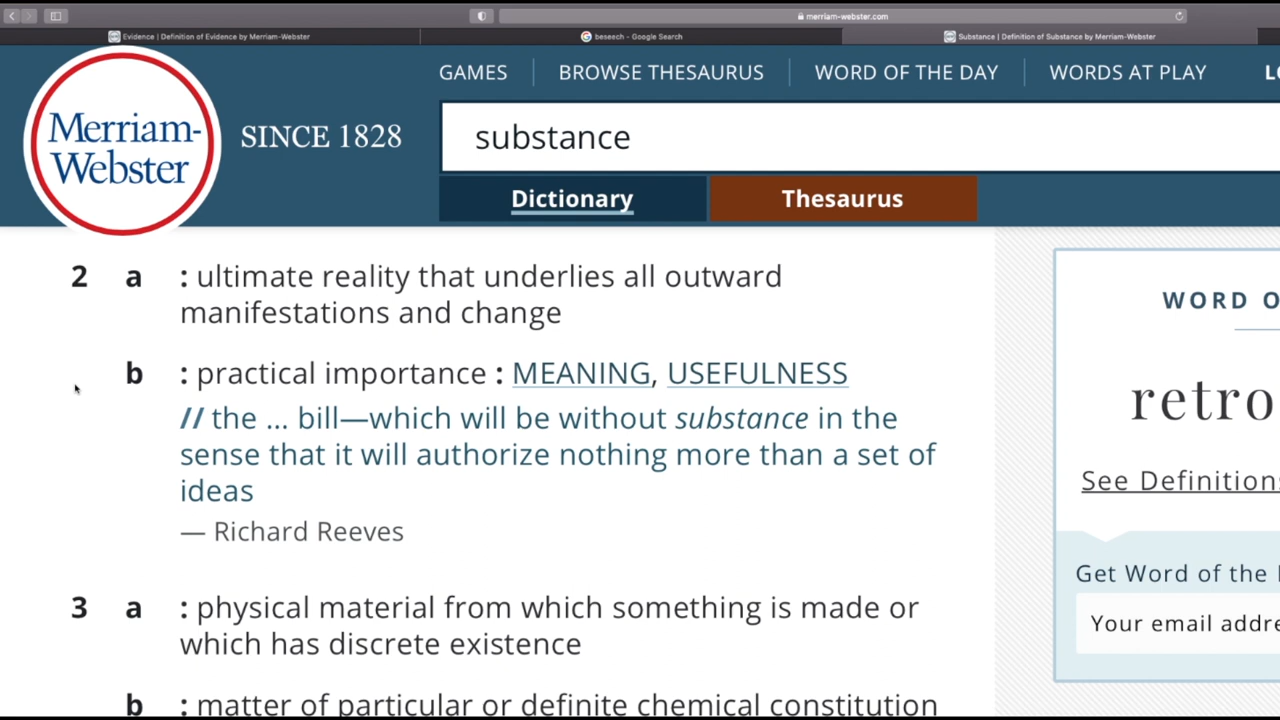 merriam-webster.com
Evidence | Definition of Evidence by Merriam-Webster
beseech - Google Search
Substance | Definition of Substance by Merriam-Webster
GAMES
BROWSE THESAURUS
WORD OF THE DAY
WORDS AT PLAY
Merriam-
Webster
SINCE 1828
substance
Dictionary
Thesaurus
2 a : ultimate reality that underlies all outward
manifestations and change
b : practical importance : MEANING, USEFULNESS
// the ... bill—which will be without substance in the
sense that it will authorize nothing more than a set of
ideas
— Richard Reeves
3 a : physical material from which something is made or
which has discrete existence
b : matter of particular or definite chemical constitution
WORD O
retro
See Definitions
Get Word of the
Your email addre